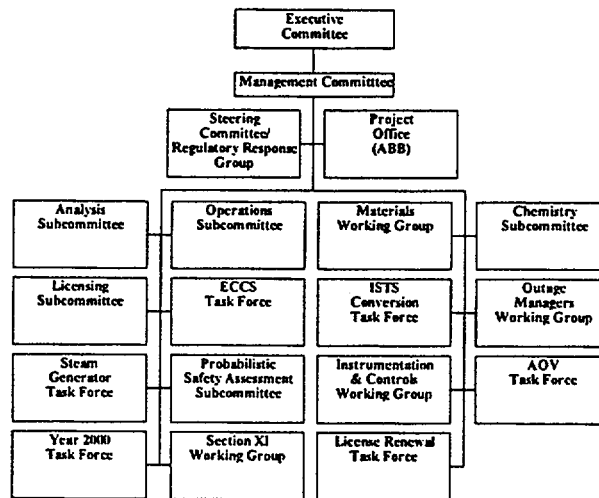 Executive
Committee
Management Committtee
Steering
Committee/
Regulatory Response
Group
Project
Office
(ABB)
Analysis
Subcommittee
Operations
Subcommittee
Materials
Working Group
Chemistry
Subcommittee
Licensing
Subcommittee
ECCS
Task Force
ISTS
Conversion
Task Force
Outage
Managers
Working Group
Steam
Generator
Task Force
Probabilistic
Safety Assessment
Subcommittee
Instrumentation
& Controls
Working Group
AOV
Task Force
Year 2000
Task Force
Section XI
Working Group
License Renewal
Task Force